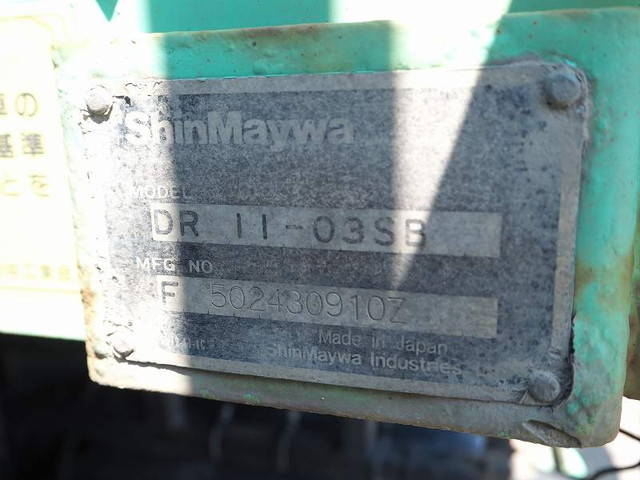 ShinMaywa
MODEL
DR 11-03SB
MFG NO
F 502430910Z
Made in Japan
ShinMaywa Industries
の
基準
とを